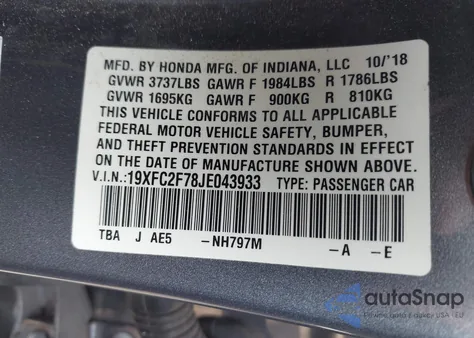 MFD. BY HONDA MFG. OF INDIANA, LLC 10/'18
GVWR 3737LBS GAWR F 1984LBS R 1786LBS
GVWR 1695KG GAWR F 900KG R 810KG
THIS VEHICLE CONFORMS TO ALL APPLICABLE
FEDERAL MOTOR VEHICLE SAFETY, BUMPER,
AND THEFT PREVENTION STANDARDS IN EFFECT
ON THE DATE OF MANUFACTURE SHOWN ABOVE.
V.I.N.:19XFC2F78JE043933 TYPE: PASSENGER CAR
TBA J AE5 -NH797M -A -E
autoSnap